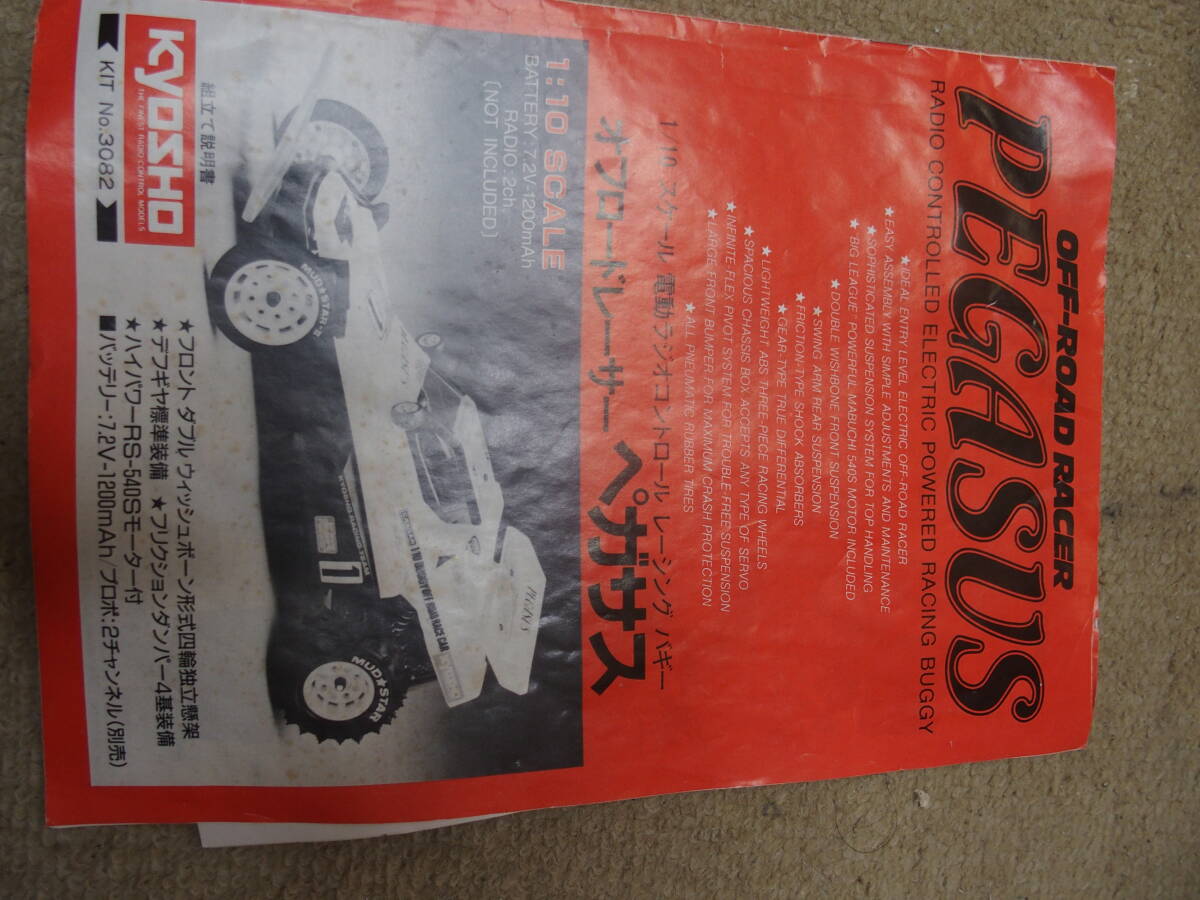 OFF-ROAD RACER
PEGASUS
RADIO CONTROLLED ELECTRIC POWERED RACING BUGGY
★IDEAL ENTRY LEVEL ELECTRIC OFF-ROAD RACER
★EASY ASSEMBLY WITH SIMPLE ADJUSTMENTS AND MAINTENANCE
★SOPHISTICATED SUSPENSION SYSTEM FOR TOP HANDLING
★BIG LEAGUE POWERFUL MABUCHI 540S MOTOR INCLUDED
★DOUBLE WISHBONE FRONT SUSPENSION
★SWING ARM REAR SUSPENSION
★FRICTION-TYPE SHOCK ABSORBERS
★GEAR-TYPE TRUE DIFFERENTIAL
★LIGHTWEIGHT ABS THREE-PIECE RACING WHEELS
★SPACIOUS CHASSIS BOX ACCEPTS ANY TYPE OF SERVO
★INFINITE-FLEX PIVOT SYSTEM FOR TROUBLE-FREE SUSPENSION
★LARGE FRONT BUMPER FOR MAXIMUM CRASH PROTECTION
★ALL PNEUMATIC RUBBER TIRES
1/10 スケール 電動ラジオコントロール レーシング バギー
オフロードレーサー ペガサス
1:10 SCALE
BATTERY:7.2V-1200mAh
RADIO:2ch.
(NOT INCLUDED)
PEGASUS
PEGASUS
MUD★STAR
MUD★STAR
KYOSHO RACING TEAM
1
1/10 BUGGY OFF ROAD RACE CAR
★フロント ダブルウィッシュボーン形式四輪独立懸架
★デフギヤ標準装備 ★フリクションダンパー4基装備
★ハイパワーRS-540Sモーター付
■バッテリー:7.2V-1200mAh/プロポ:2チャンネル(別売)
組立て説明書
KYOSHO
THE FINEST RADIO CONTROL MODELS
KIT No.3082